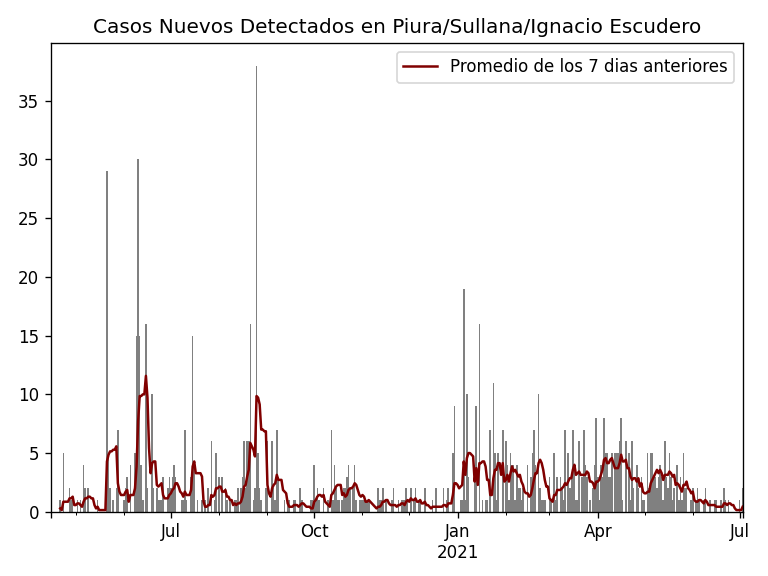 Casos Nuevos Detectados en Piura/Sullana/Ignacio Escudero
Promedio de los 7 dias anteriores
35
30
25
20
15
10
5
0
Jul
Oct
Jan
2021
Apr
Jul